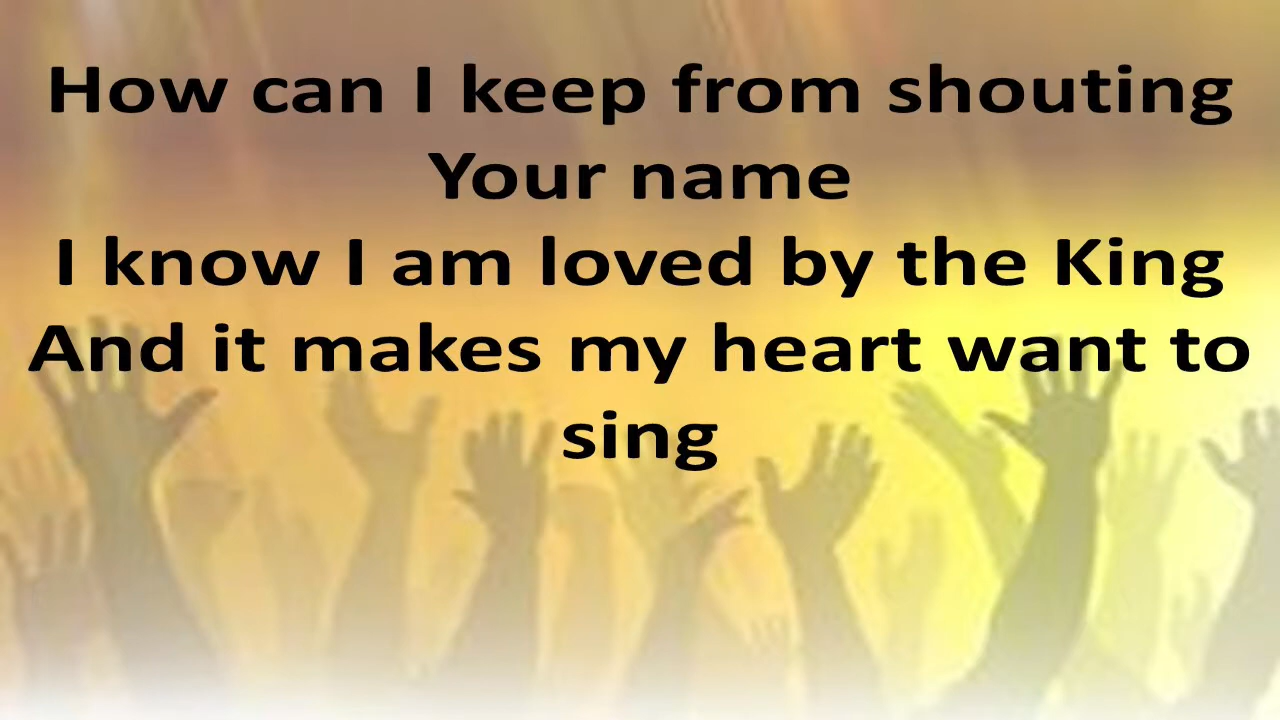 How can I keep from shouting
Your name
I know I am loved by the King
And it makes my heart want to
sing